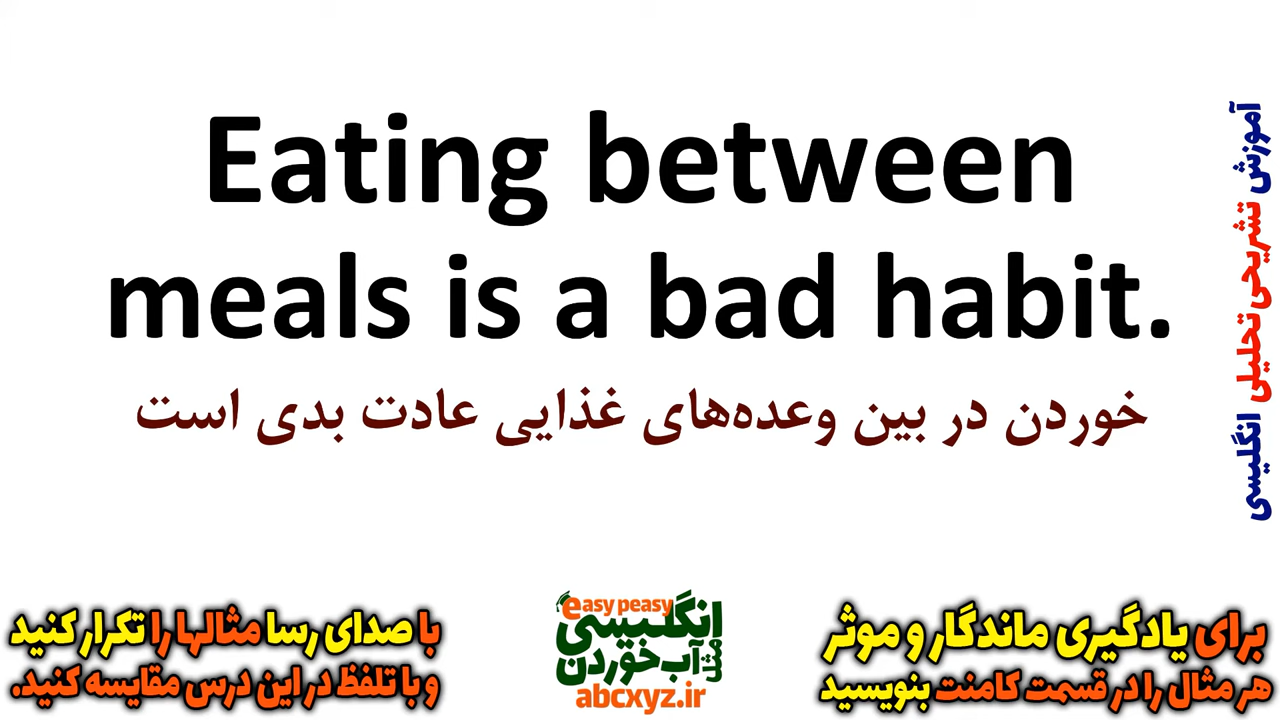 Eating between
meals is a bad habit.
خوردن در بین وعده‌های غذایی عادت بدی است
آموزش تشریحی تحلیلی انگلیسی
برای یادگیری ماندگار و موثر
هر مثال را در قسمت کامنت بنویسید
easy peasy
انگلیسی
مثل آب خوردن
abcxyz.ir
با صدای رسا مثالها را تکرار کنید
و با تلفظ در این درس مقایسه کنید.